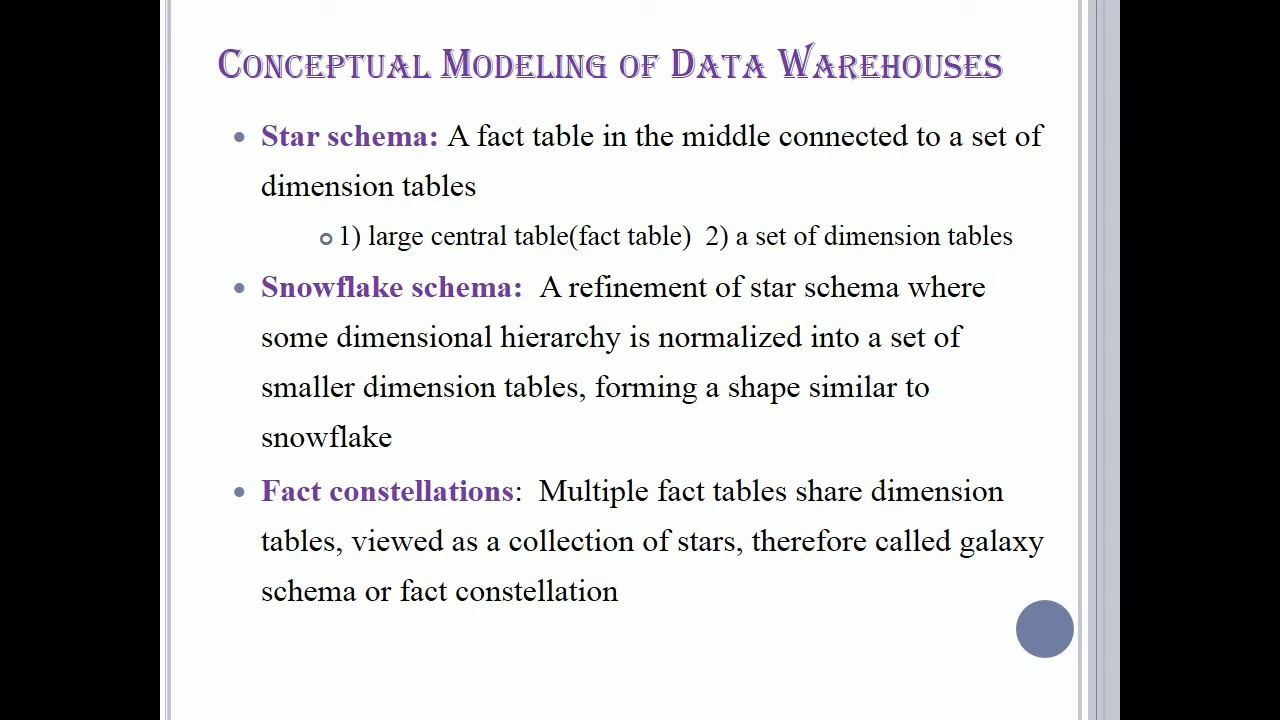 Conceptual Modeling of Data Warehouses
Star schema: A fact table in the middle connected to a set of
dimension tables
1) large central table(fact table) 2) a set of dimension tables
Snowflake schema: A refinement of star schema where
some dimensional hierarchy is normalized into a set of
smaller dimension tables, forming a shape similar to
snowflake
Fact constellations: Multiple fact tables share dimension
tables, viewed as a collection of stars, therefore called galaxy
schema or fact constellation